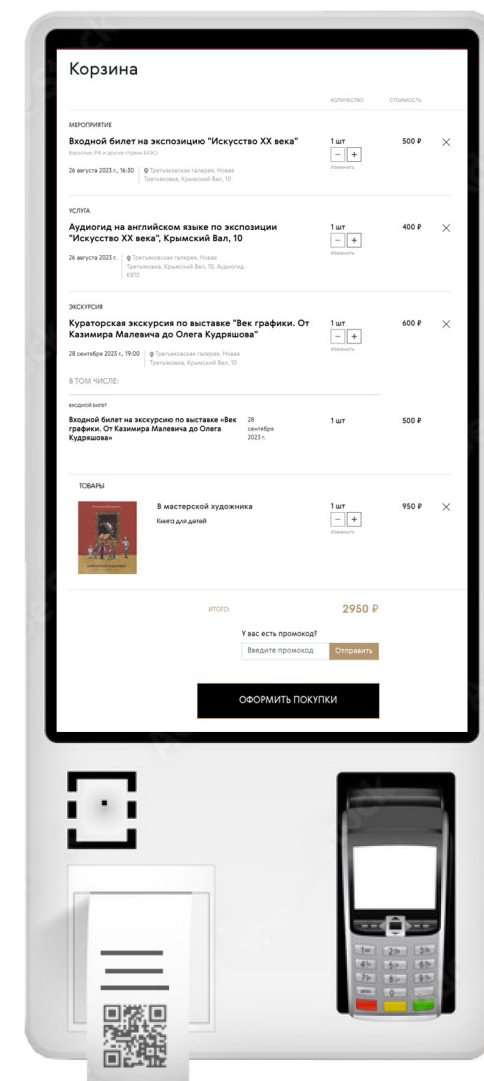 Корзина
КОЛИЧЕСТВО СТОИМОСТЬ
МЕРОПРИЯТИЕ
Входной билет на экспозицию "Искусство XX века" 1 шт 500 ₽
Взрослые (РФ и другие страны ЕАЭС) − +
Изменить
26 августа 2023 г., 16:30 Третьяковская галерея, Новая
Третьяковка, Крымский Вал, 10
УСЛУГА
Аудиогид на английском языке по экспозиции 1 шт 400 ₽
"Искусство XX века", Крымский Вал, 10 − +
Изменить
26 августа 2023 г. Третьяковская галерея, Новая
Третьяковка, Крымский Вал, 10, Аудиогид
К810
ЭКСКУРСИЯ
Кураторская экскурсия по выставке "Век графики. От 1 шт 600 ₽
Казимира Малевича до Олега Кудряшова" − +
Изменить
28 сентября 2023 г., 19:00 Третьяковская галерея, Новая
Третьяковка, Крымский Вал, 10
В ТОМ ЧИСЛЕ:
ВХОДНОЙ БИЛЕТ
Входной билет на экскурсию по выставке «Век 28 1 шт 500 ₽
графики. От Казимира Малевича до Олега сентября
Кудряшова» 2023 г.
ТОВАРЫ
В мастерской художника 1 шт 950 ₽
Книга для детей − +
Изменить
ИТОГО: 2950 ₽
У вас есть промокод?
Введите промокод Отправить
ОФОРМИТЬ ПОКУПКИ